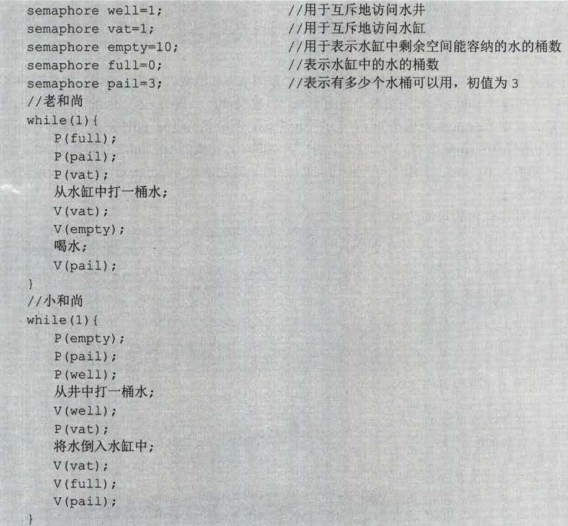 semaphore well=1; //用于互斥地访问水井
semaphore vat=1; //用于互斥地访问水缸
semaphore empty=10; //用于表示水缸中剩余空间能容纳的水的桶数
semaphore full=0; //表示水缸中的水的桶数
semaphore pail=3; //表示有多少个水桶可以用，初值为3
//老和尚
while(1){
P(full);
P(pail);
P(vat);
从水缸中打一桶水;
V(vat);
V(empty);
喝水;
V(pail);
}
//小和尚
while(1){
P(empty);
P(pail);
P(well);
从井中打一桶水;
V(well);
P(vat);
将水倒入水缸中;
V(vat);
V(full);
V(pail);
}